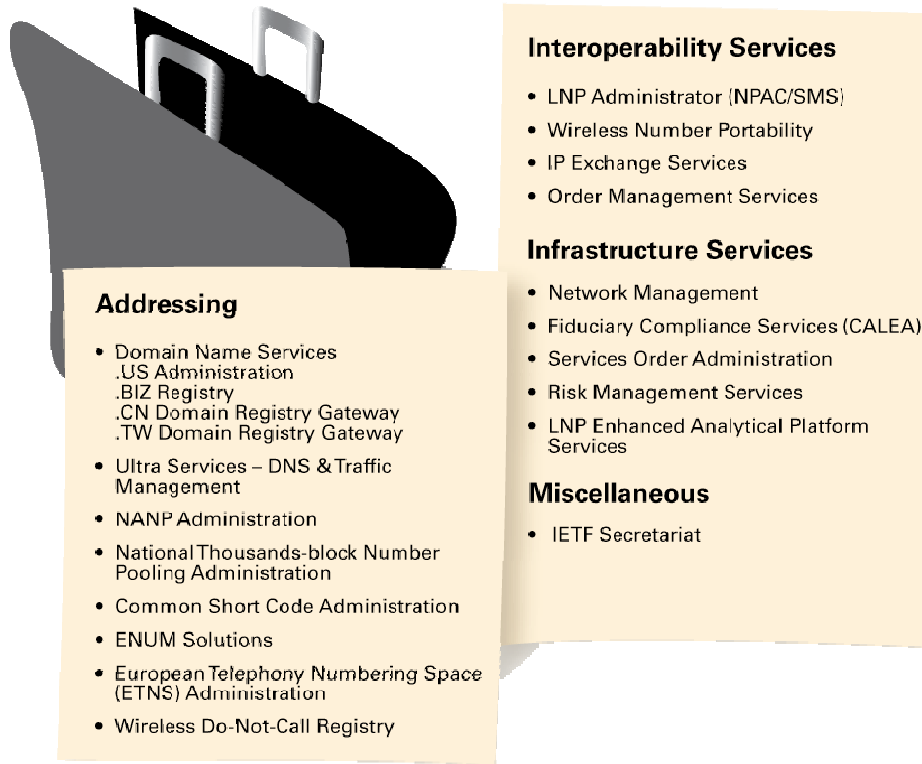 Interoperability Services
• LNP Administrator (NPAC/SMS)
• Wireless Number Portability
• IP Exchange Services
• Order Management Services
Infrastructure Services
• Network Management
• Fiduciary Compliance Services (CALEA)
• Services Order Administration
• Risk Management Services
• LNP Enhanced Analytical Platform
Services
Miscellaneous
• IETF Secretariat
Addressing
• Domain Name Services
.US Administration
.BIZ Registry
.CN Domain Registry Gateway
.TW Domain Registry Gateway
• Ultra Services – DNS & Traffic
Management
• NANP Administration
• National Thousands-block Number
Pooling Administration
• Common Short Code Administration
• ENUM Solutions
• European Telephony Numbering Space
(ETNS) Administration
• Wireless Do-Not-Call Registry